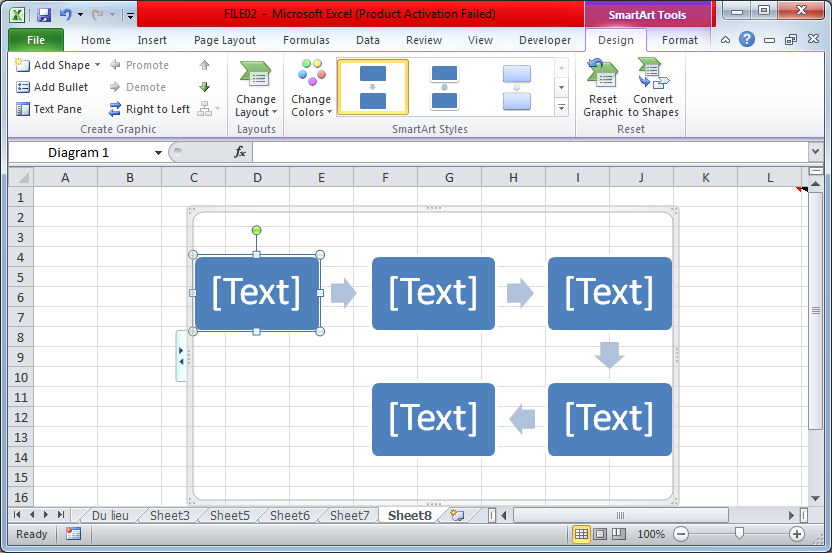 FILE02 - Microsoft Excel (Product Activation Failed)
SmartArt Tools
File Home Insert Page Layout Formulas Data Review View Developer Design Format
Add Shape Promote
Add Bullet Demote
Text Pane Right to Left
Change Layout
Change Colors
Reset Graphic
Convert to Shapes
Create Graphic Layouts SmartArt Styles Reset
Diagram 1 fx
A B C D E F G H I J K L
1
2
3
4
5
6
7
8
9
10
11
12
13
14
15
16
[Text] [Text] [Text]
[Text] [Text]
Du lieu Sheet3 Sheet5 Sheet6 Sheet7 Sheet8
Ready 100%